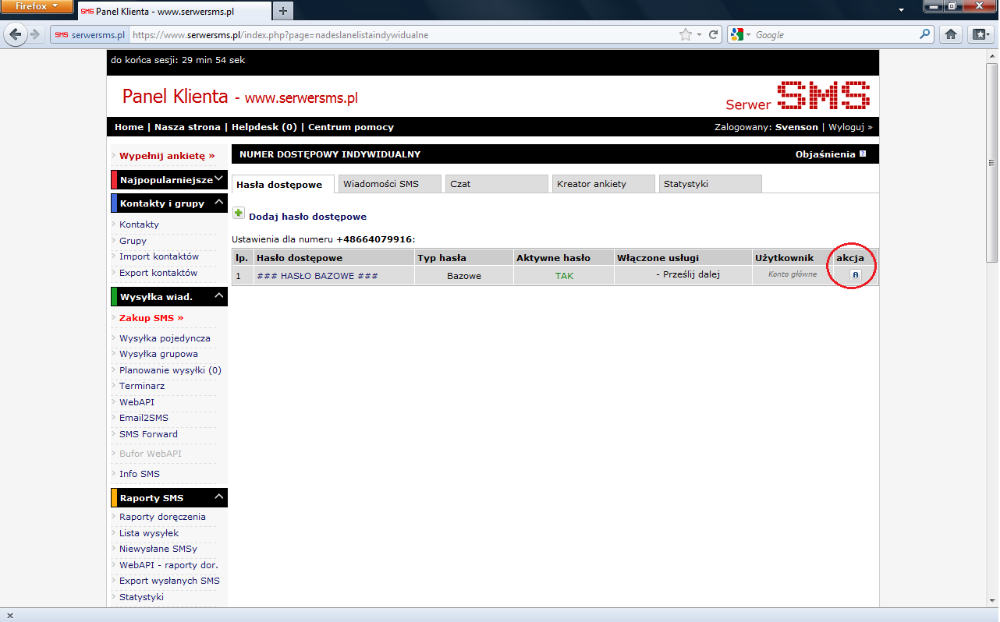 Firefox
SMS Panel Klienta - www.serwersms.pl
SMS serwersms.pl https://www.serwersms.pl/index.php?page=nadeslanelistaindywidualne Google
do końca sesji: 29 min 54 sek
Panel Klienta - www.serwersms.pl
Serwer SMS
Home | Nasza strona | Helpdesk (0) | Centrum pomocy
Zalogowany: Svenson | Wyloguj »
Wypełnij ankietę »
Najpopularniejsze
Kontakty i grupy
Kontakty
Grupy
Import kontaktów
Export kontaktów
Wysyłka wiad.
Zakup SMS »
Wysyłka pojedyncza
Wysyłka grupowa
Planowanie wysyłki (0)
Terminarz
WebAPI
Email2SMS
SMS Forward
Bufor WebAPI
Info SMS
Raporty SMS
Raporty doręczenia
Lista wysyłek
Niewysłane SMSy
WebAPI - raporty dor.
Export wysłanych SMS
Statystyki
NUMER DOSTĘPOWY INDYWIDUALNY
Objaśnienia ?
Hasła dostępowe Wiadomości SMS Czat Kreator ankiety Statystyki
Dodaj hasło dostępowe
Ustawienia dla numeru +48664079916:
lp. Hasło dostępowe Typ hasła Aktywne hasło Włączone usługi Użytkownik akcja
1 ### HASŁO BAZOWE ### Bazowe TAK - Prześlij dalej Konto główne A
x